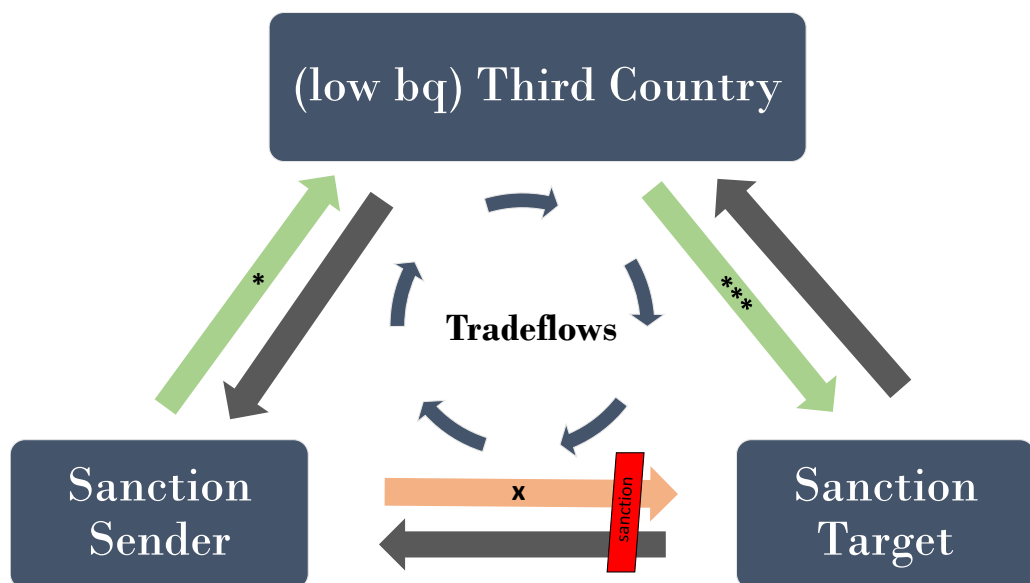 (low bq) Third Country
*
***
Tradeflows
Sanction
Sender
x
sanction
Sanction
Target